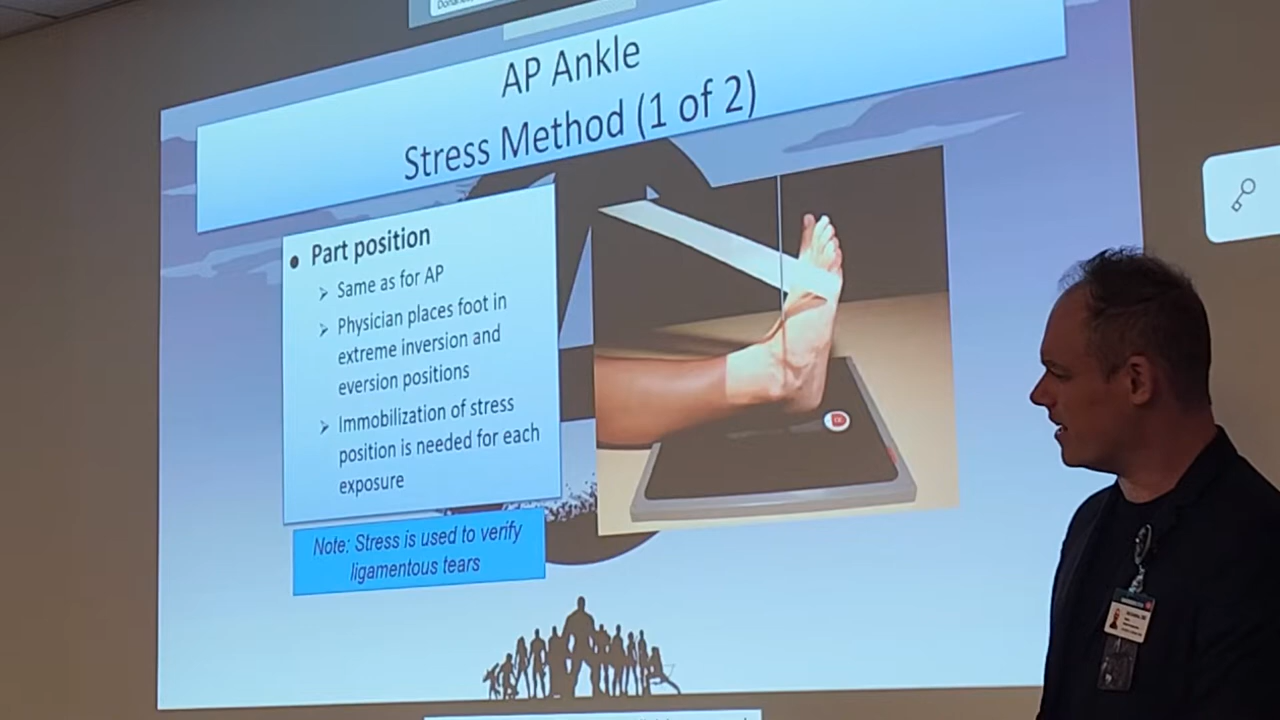 AP Ankle
Stress Method (1 of 2)
Part position
Same as for AP
Physician places foot in
extreme inversion and
eversion positions
Immobilization of stress
position is needed for each
exposure
Note: Stress is used to verify
ligamentous tears